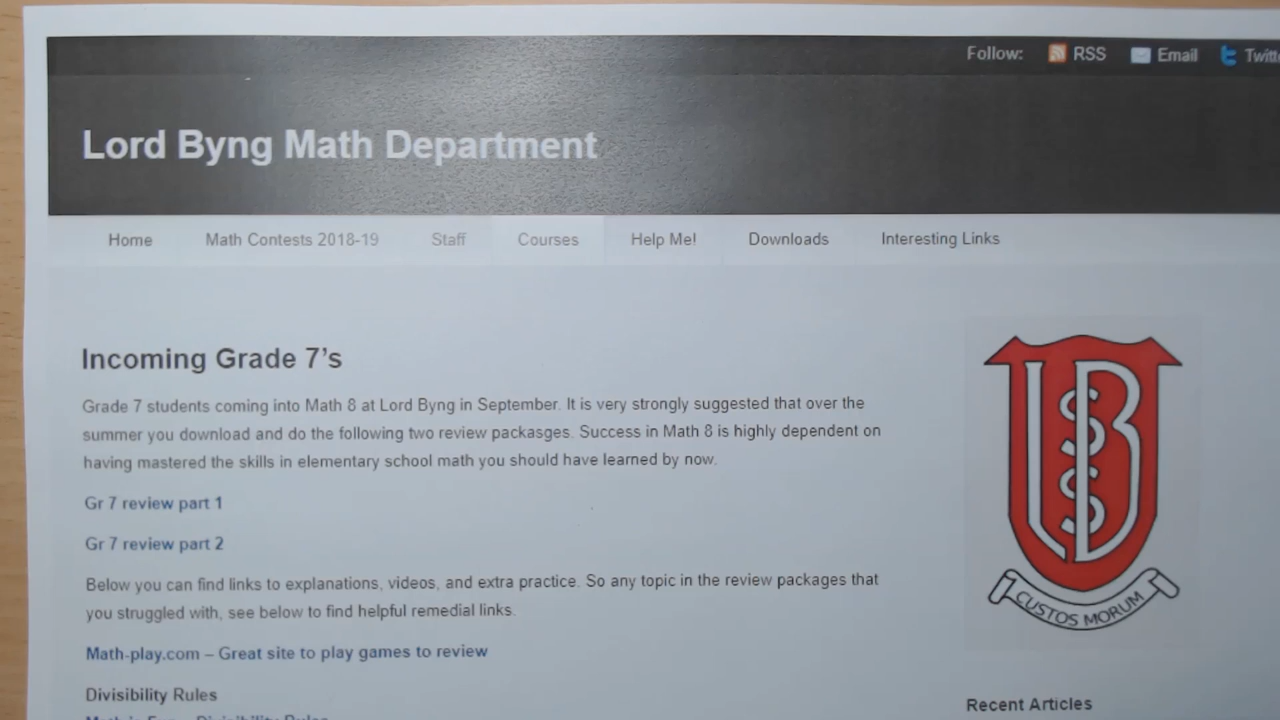 Follow: RSS Email
Lord Byng Math Department
Home Math Contests 2018-19 Staff Courses Help Me! Downloads Interesting Links
Incoming Grade 7’s
Grade 7 students coming into Math 8 at Lord Byng in September. It is very strongly suggested that over the
summer you download and do the following two review packasges. Success in Math 8 is highly dependent on
having mastered the skills in elementary school math you should have learned by now.
Gr 7 review part 1
Gr 7 review part 2
Below you can find links to explanations, videos, and extra practice. So any topic in the review packages that
you struggled with, see below to find helpful remedial links.
Math-play.com – Great site to play games to review
Divisibility Rules
LBSS
CUSTOS MORUM
Recent Articles